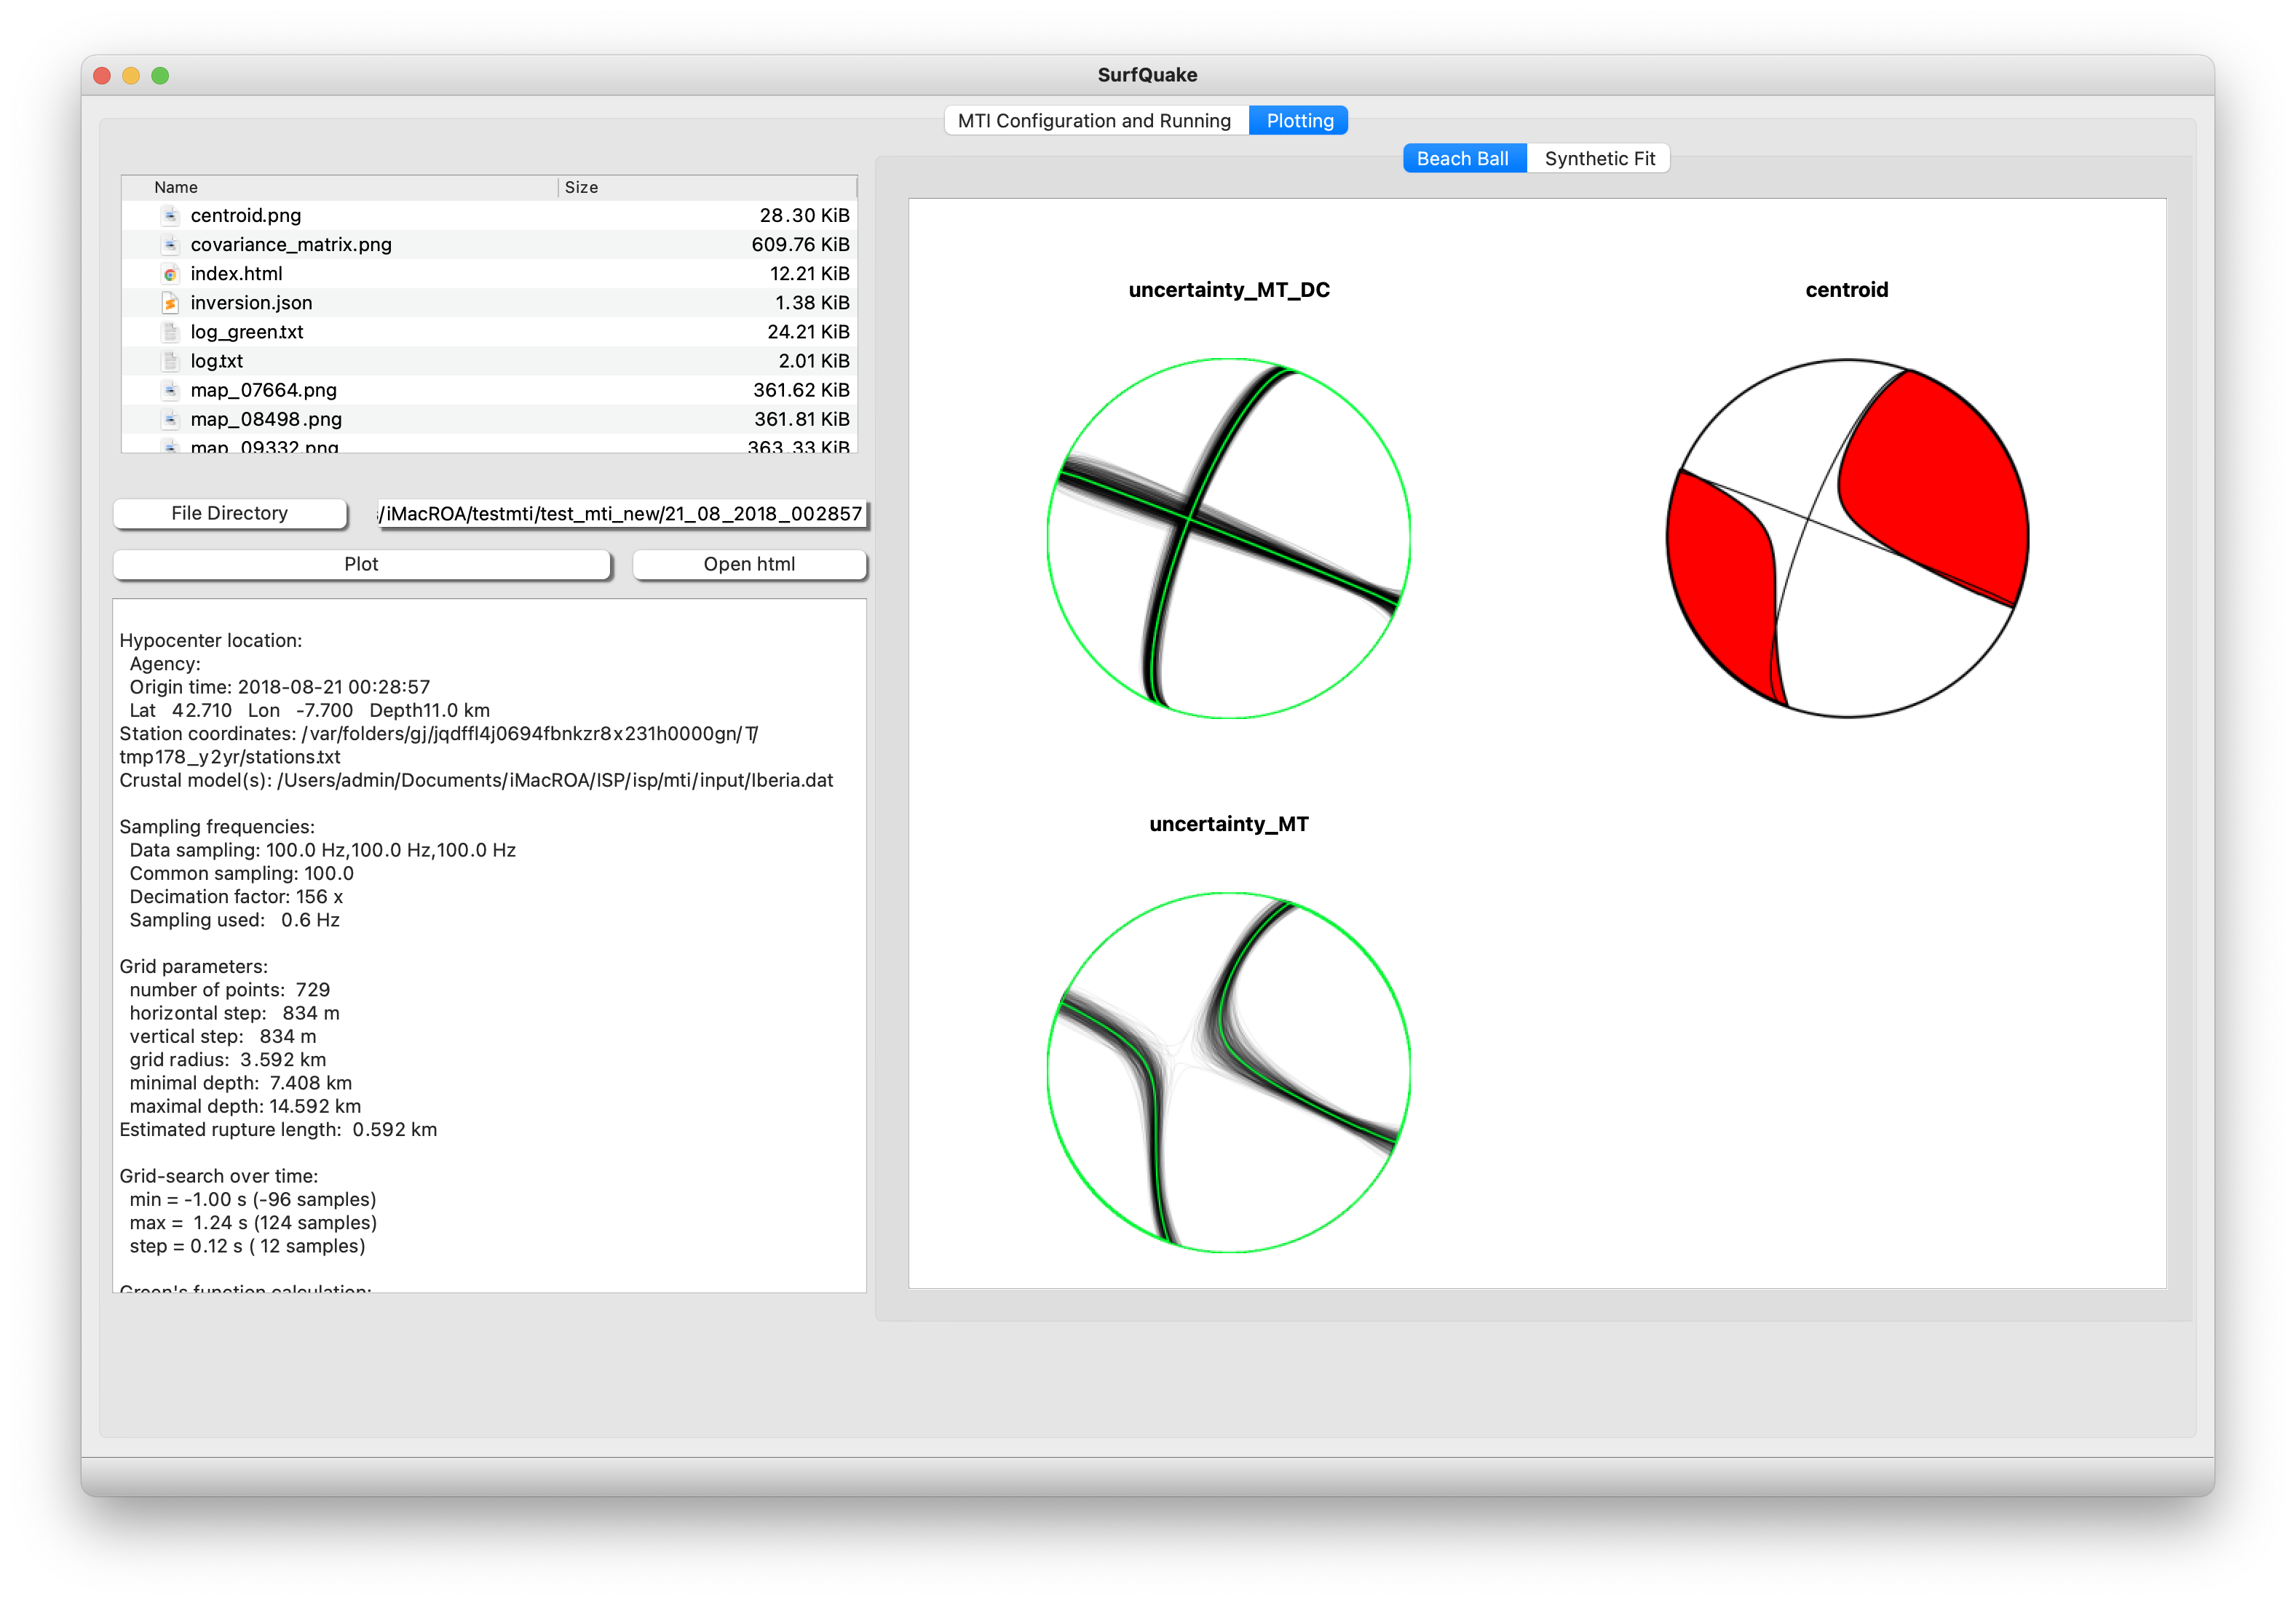 SurfQuake
MTI Configuration and Running Plotting
Beach Ball Synthetic Fit
Name Size
centroid.png 28.30 KiB
covariance_matrix.png 609.76 KiB
index.html 12.21 KiB
inversion.json 1.38 KiB
log_green.txt 24.21 KiB
log.txt 2.01 KiB
map_07664.png 361.62 KiB
map_08498.png 361.81 KiB
map_09332.png 363.33 KiB
File Directory /iMacROA/testmti/test_mti_new/21_08_2018_002857
Plot Open html
Hypocenter location:
Agency:
Origin time: 2018-08-21 00:28:57
Lat 42.710 Lon -7.700 Depth11.0 km
Station coordinates: /var/folders/gj/jqdffl4j0694fbnkzr8x231h0000gn/T/
tmp178_y2yr/stations.txt
Crustal model(s): /Users/admin/Documents/iMacROA/ISP/isp/mti/input/Iberia.dat
Sampling frequencies:
Data sampling: 100.0 Hz,100.0 Hz,100.0 Hz
Common sampling: 100.0
Decimation factor: 156 x
Sampling used: 0.6 Hz
Grid parameters:
number of points: 729
horizontal step: 834 m
vertical step: 834 m
grid radius: 3.592 km
minimal depth: 7.408 km
maximal depth: 14.592 km
Estimated rupture length: 0.592 km
Grid-search over time:
min = -1.00 s (-96 samples)
max = 1.24 s (124 samples)
step = 0.12 s ( 12 samples)
Green's function calculation:
uncertainty_MT_DC
centroid
uncertainty_MT